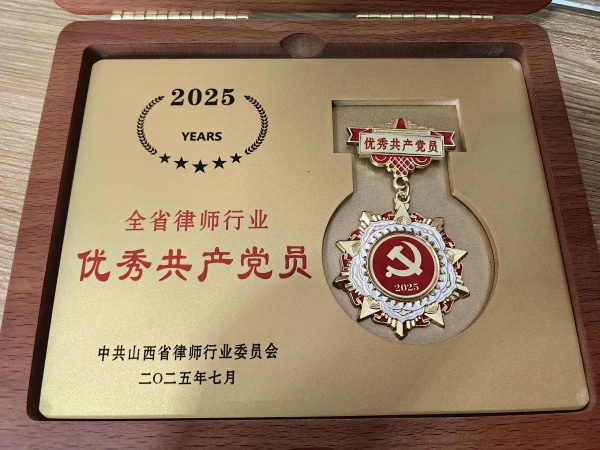 2025
YEARS
全省律师行业
优秀共产党员
中共山西省律师行业委员会
二〇二五年七月
优秀共产党员
2025